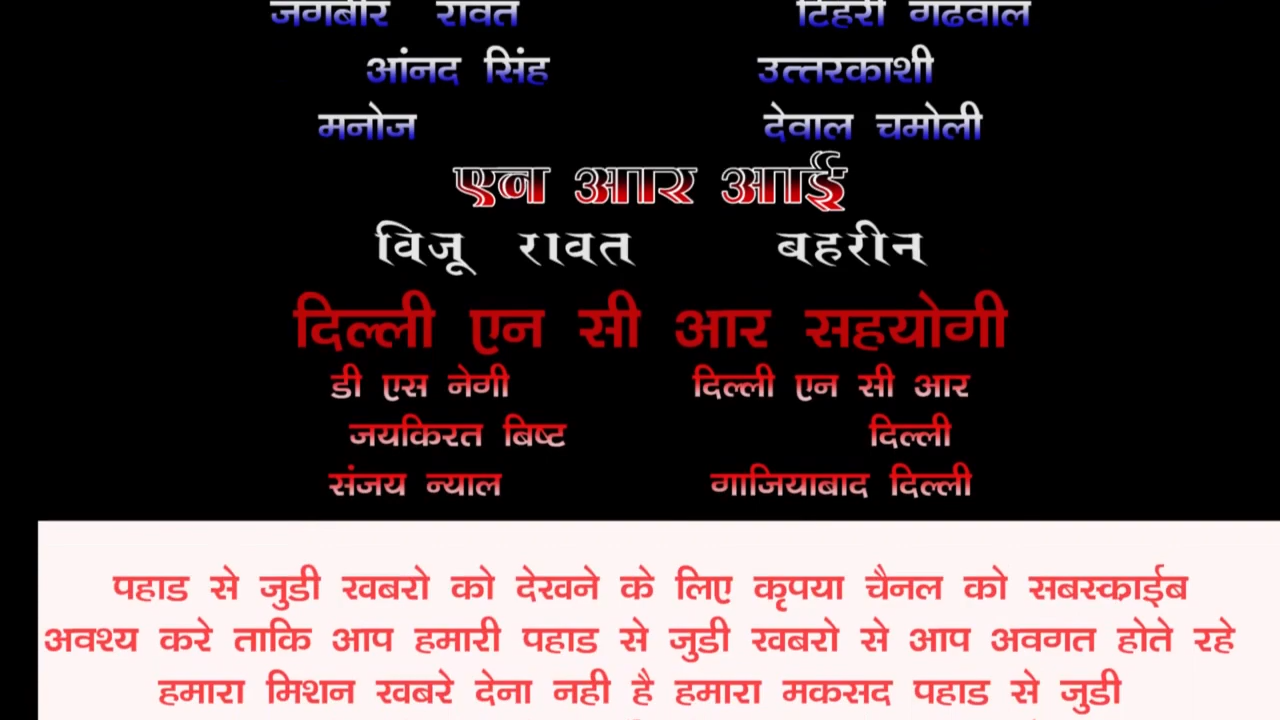 जगबीर रावत टिहरी गढवाल
आंनद सिंह उत्तरकाशी
मनोज देवाल चमोली
एन आर आई
विजू रावत बहरीन
दिल्ली एन सी आर सहयोगी
डी एस नेगी दिल्ली एन सी आर
जयकिरत बिष्ट दिल्ली
संजय न्याल गाजियाबाद दिल्ली
पहाड से जुडी खबरो को देखने के लिए कृपया चैनल को सबस्काईब
अवश्य करे ताकि आप हमारी पहाड से जुडी खबरो से आप अवगत होते रहे
हमारा मिशन खबरे देना नही है हमारा मकसद पहाड से जुडी